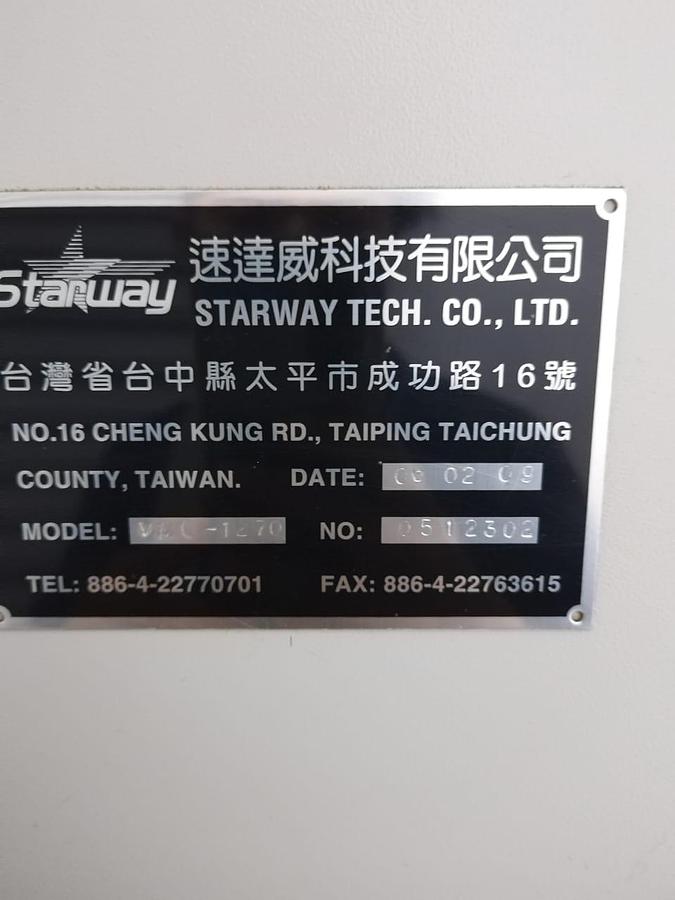 Starway 速達威科技有限公司
STARWAY TECH. CO., LTD.
台灣省台中縣太平市成功路16號
NO.16 CHENG KUNG RD., TAIPING TAICHUNG
COUNTY, TAIWAN. DATE: 06 02 09
MODEL: VMC-1270 NO: 0512302
TEL: 886-4-22770701 FAX: 886-4-22763615